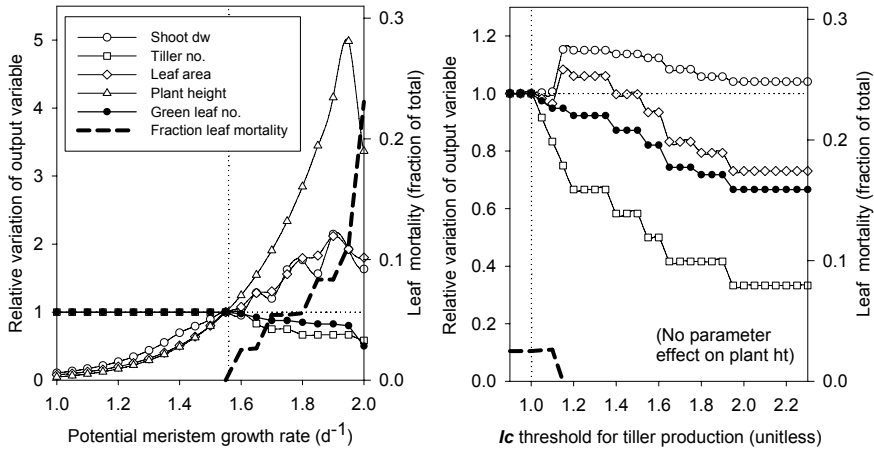 Shoot dw
Tiller no.
Leaf area
Plant height
Green leaf no.
Fraction leaf mortality
Relative variation of output variable
0
1
2
3
4
5
1.0
1.2
1.4
1.6
1.8
2.0
Potential meristem growth rate (d-1)
0.0
0.1
0.2
0.3
Leaf mortality (fraction of total)
Relative variation of output variable
0.0
0.2
0.4
0.6
0.8
1.0
1.2
(No parameter
effect on plant ht)
1.0
1.2
1.4
1.6
1.8
2.0
2.2
Ic threshold for tiller production (unitless)
0.0
0.1
0.2
0.3
Leaf mortality (fraction of total)